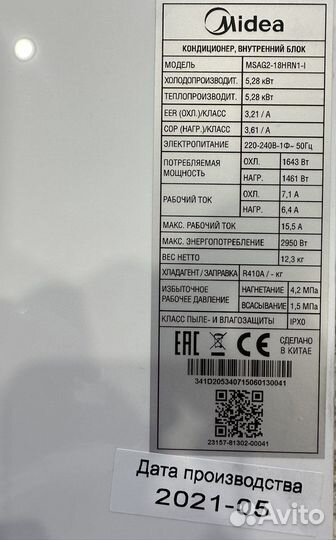 Midea
КОНДИЦИОНЕР, ВНУТРЕННИЙ БЛОК
МОДЕЛЬ MSAG2-18HRN1-I
ХОЛОДОПРОИЗВОДИТ. 5,28 кВт
ТЕПЛОПРОИЗВОДИТ. 5,28 кВт
EER (ОХЛ.)/КЛАСС 3,21 / A
COP (НАГР.)/КЛАСС 3,61 / A
ЭЛЕКТРОПИТАНИЕ 220-240В-1Ф~ 50Гц
ПОТРЕБЛЯЕМАЯ МОЩНОСТЬ ОХЛ. 1643 Вт
НАГР. 1461 Вт
РАБОЧИЙ ТОК ОХЛ. 7,1 А
НАГР. 6,4 А
МАКС. РАБОЧИЙ ТОК 15,5 А
МАКС. ЭНЕРГОПОТРЕБЛЕНИЕ 2950 Вт
ВЕС НЕТТО 12,3 кг
ХЛАДАГЕНТ / ЗАПРАВКА R410A / - кг
ИЗБЫТОЧНОЕ РАБОЧЕЕ ДАВЛЕНИЕ НАГНЕТАНИЕ 4,2 МПа
ВСАСЫВАНИЕ 1,5 МПа
КЛАСС ПЫЛЕ- И ВЛАГОЗАЩИТЫ IPX0
EAC CE СДЕЛАНО
В КИТАЕ
341D205340715060130041
23157-81302-00041
Дата производства
2021-05
Avito